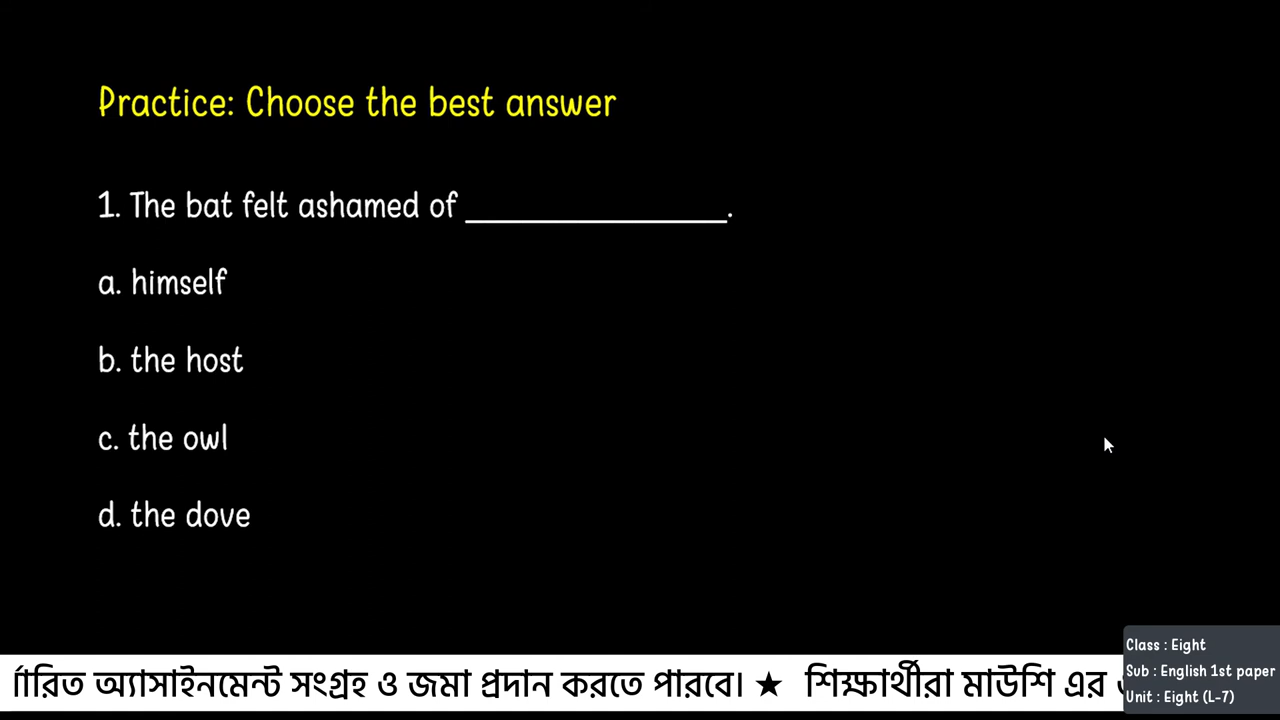 Practice: Choose the best answer
1. The bat felt ashamed of ________________.
a. himself
b. the host
c. the owl
d. the dove
র্ধারিত অ্যাসাইনমেন্ট সংগ্রহ ও জমা প্রদান করতে পারবে। ★ শিক্ষার্থীরা মাউশি এর
Class : Eight
Sub : English 1st paper
Unit : Eight (L-7)